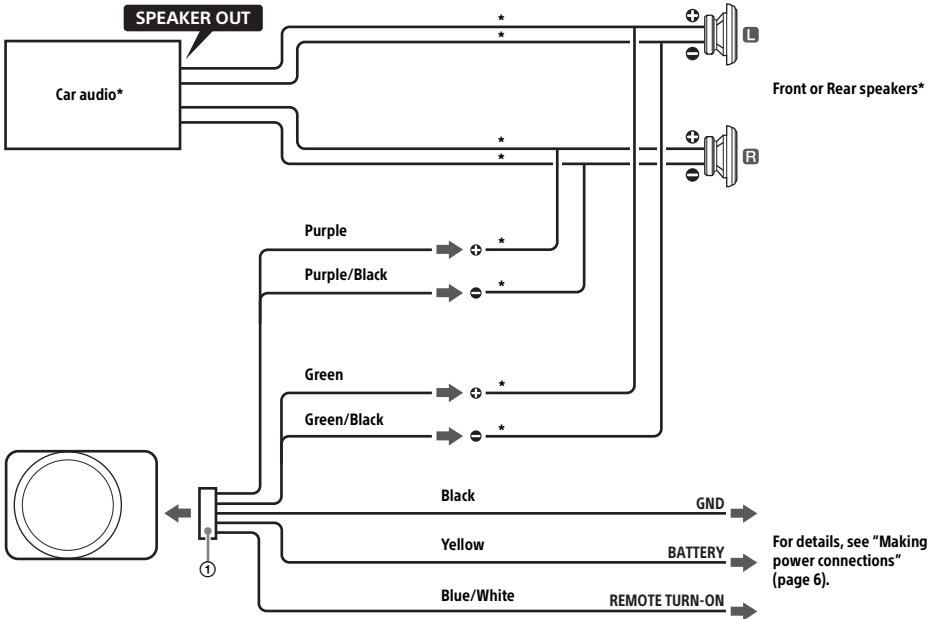 SPEAKER OUT
*
*
+
L
-
Car audio*
Front or Rear speakers*
*
*
+
R
-
Purple
+ *
Purple/Black
- *
Green
+ *
Green/Black
- *
Black
GND
Yellow
BATTERY
For details, see “Making
power connections”
(page 6).
①
Blue/White
REMOTE TURN-ON